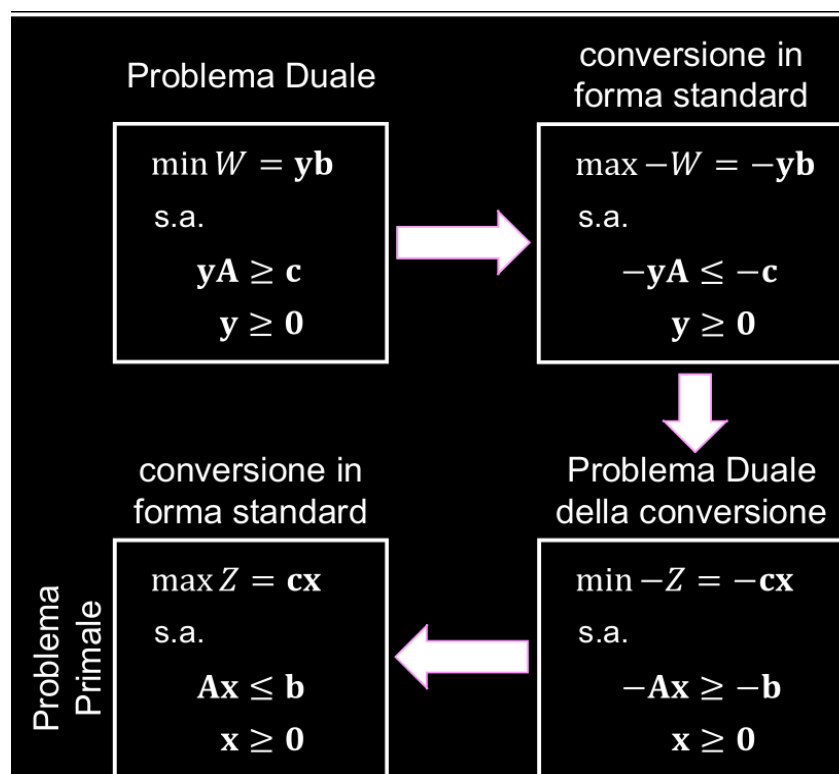 Problema Duale
min W = yb
s.a.
yA ≥ c
y ≥ 0
conversione in
forma standard
max −W = −yb
s.a.
−yA ≤ −c
y ≥ 0
conversione in
forma standard
Problema
Primale
max Z = cx
s.a.
Ax ≤ b
x ≥ 0
Problema Duale
della conversione
min −Z = −cx
s.a.
−Ax ≥ −b
x ≥ 0